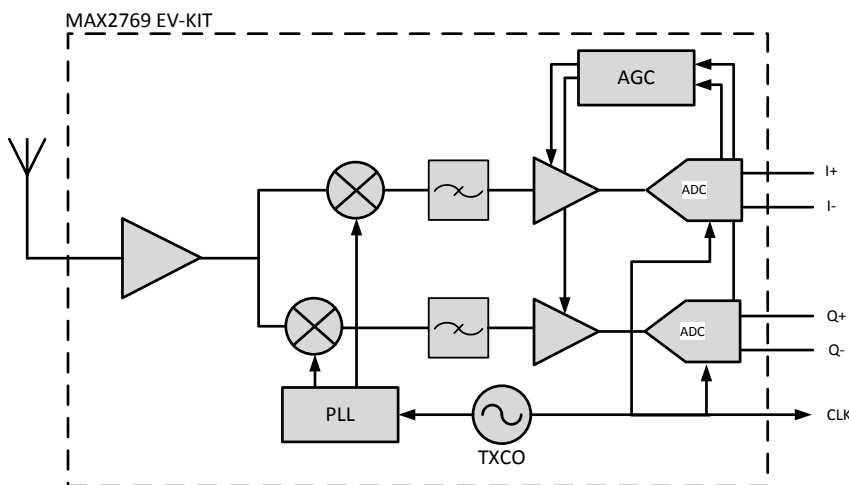 MAX2769 EV-KIT
AGC
ADC
I+
I-
ADC
Q+
Q-
PLL
TXCO
CLK